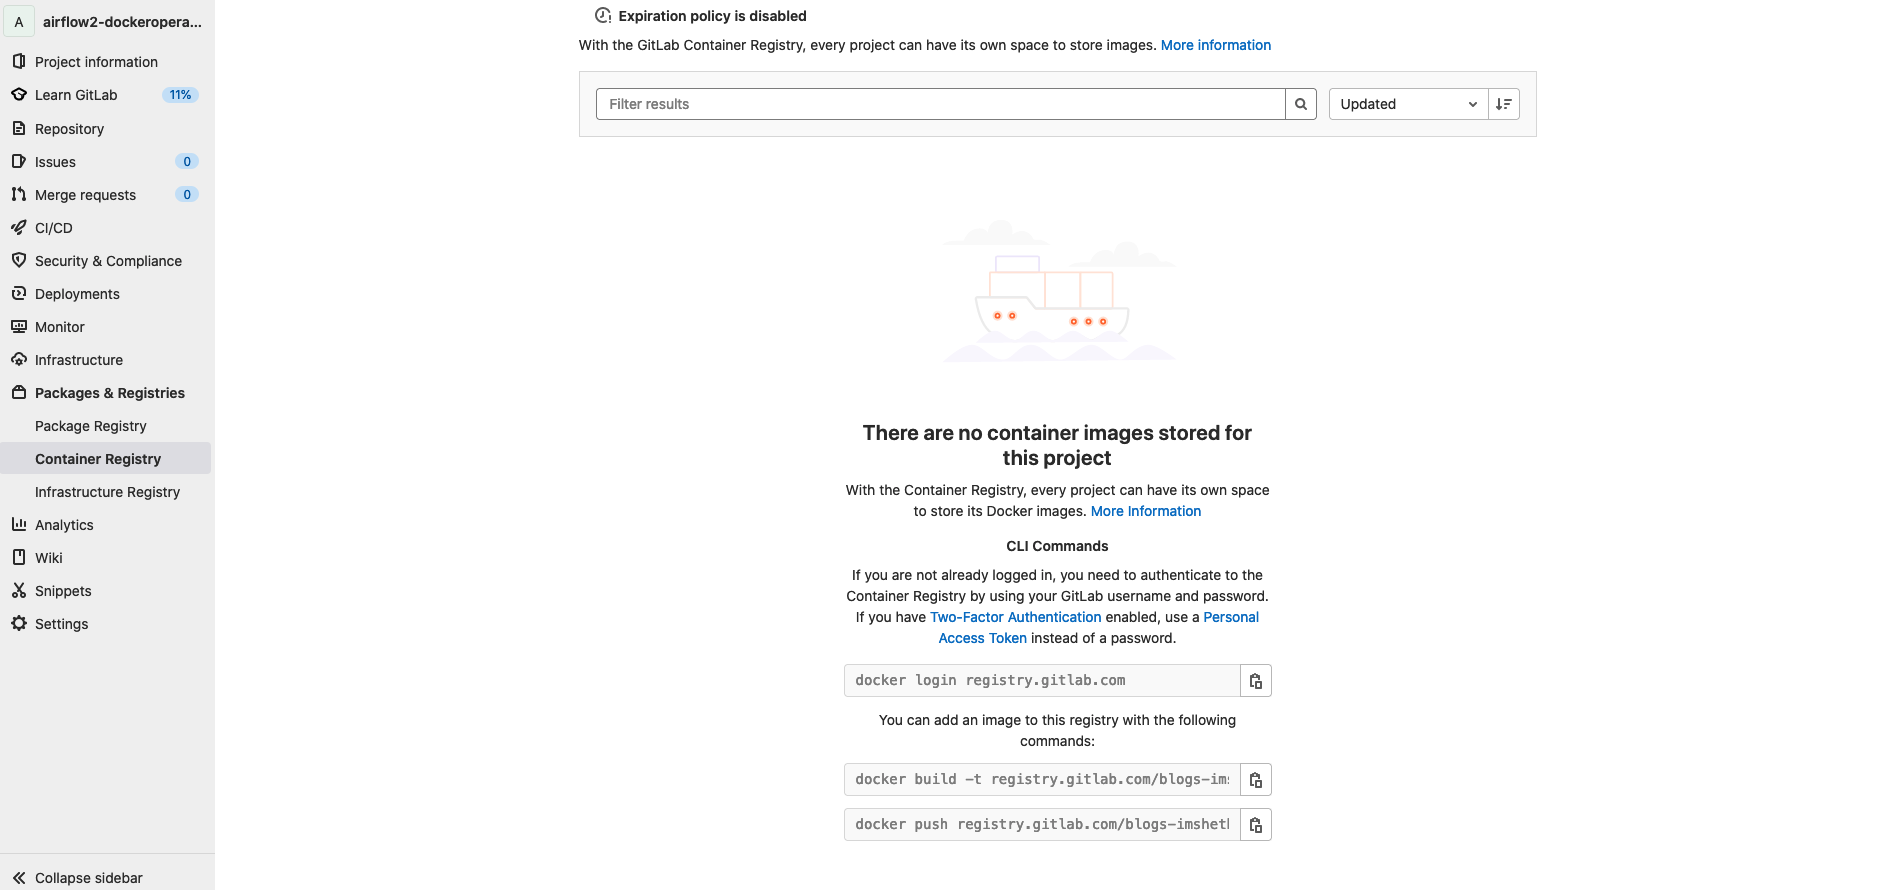 A airflow2-dockeropera...
Project information
Learn GitLab 11%
Repository
Issues 0
Merge requests 0
CI/CD
Security & Compliance
Deployments
Monitor
Infrastructure
Packages & Registries
Package Registry
Container Registry
Infrastructure Registry
Analytics
Wiki
Snippets
Settings
Collapse sidebar
Expiration policy is disabled
With the GitLab Container Registry, every project can have its own space to store images. More information
Filter results
Updated
There are no container images stored for
this project
With the Container Registry, every project can have its own space
to store its Docker images. More Information
CLI Commands
If you are not already logged in, you need to authenticate to the
Container Registry by using your GitLab username and password.
If you have Two-Factor Authentication enabled, use a Personal
Access Token instead of a password.
docker login registry.gitlab.com
You can add an image to this registry with the following
commands:
docker build -t registry.gitlab.com/blogs-ims
docker push registry.gitlab.com/blogs-imsheth